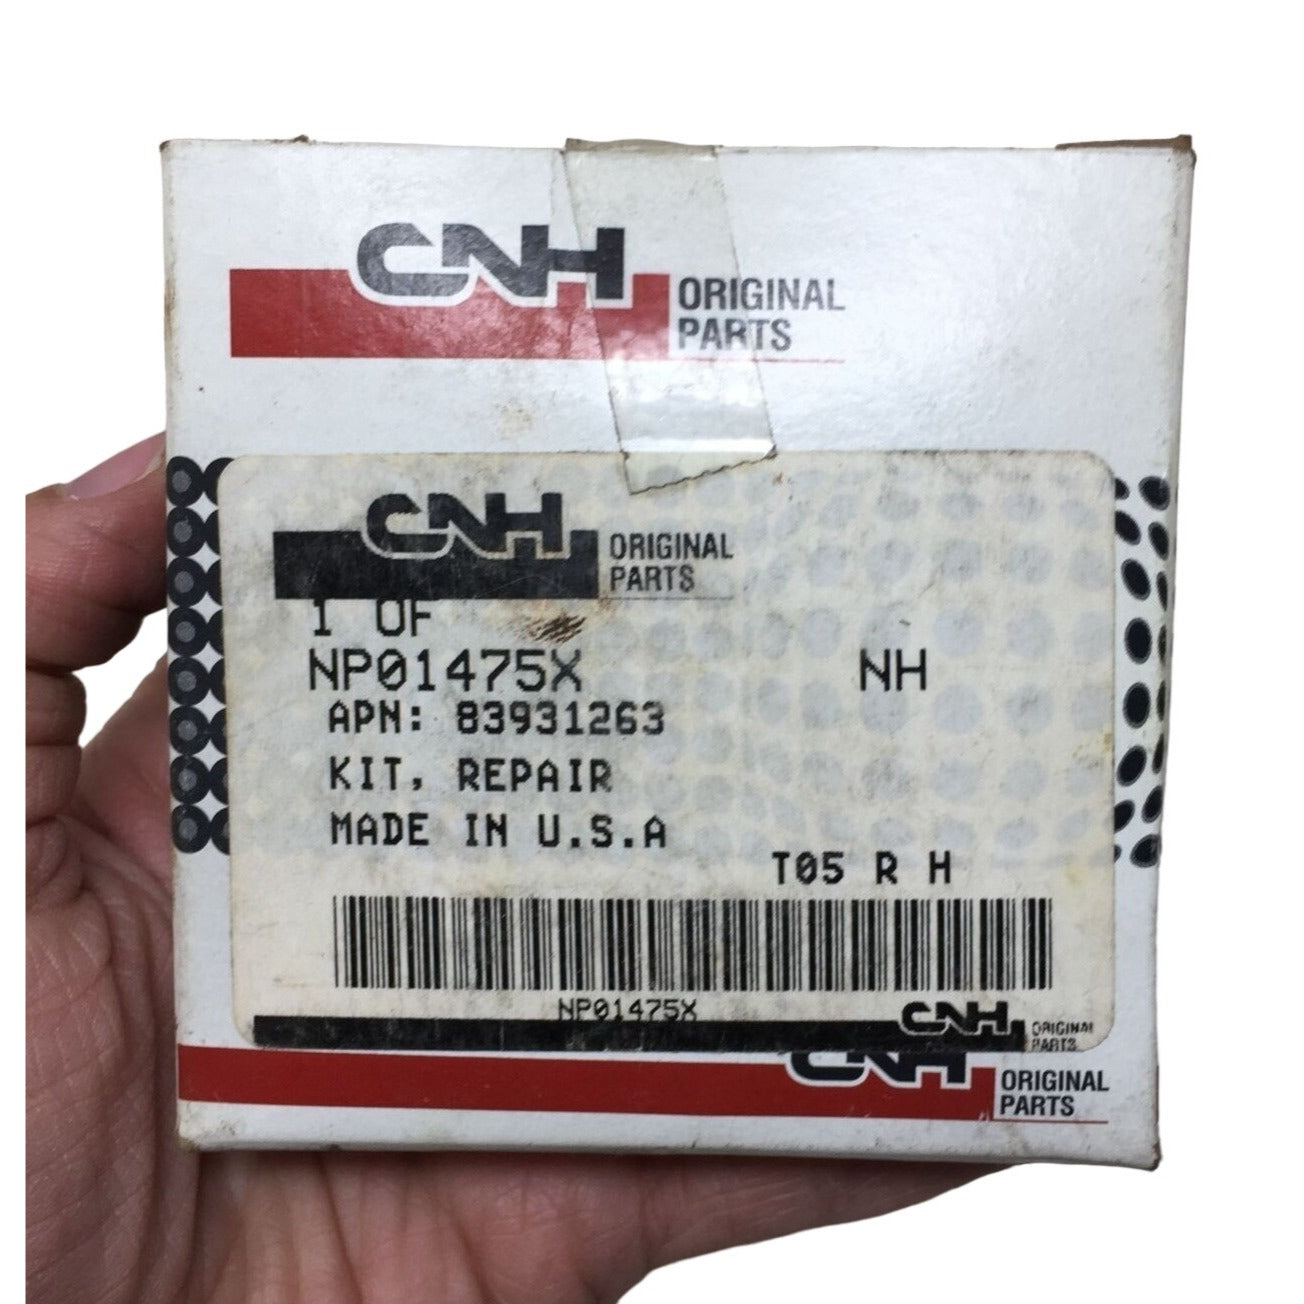 CNH ORIGINAL
PARTS
CNH ORIGINAL
PARTS
1 OF
NP01475X NH
APN: 83931263
KIT, REPAIR
MADE IN U.S.A
T05 R H
NP01475X
CNH ORIGINAL
PARTS
CNH ORIGINAL
PARTS